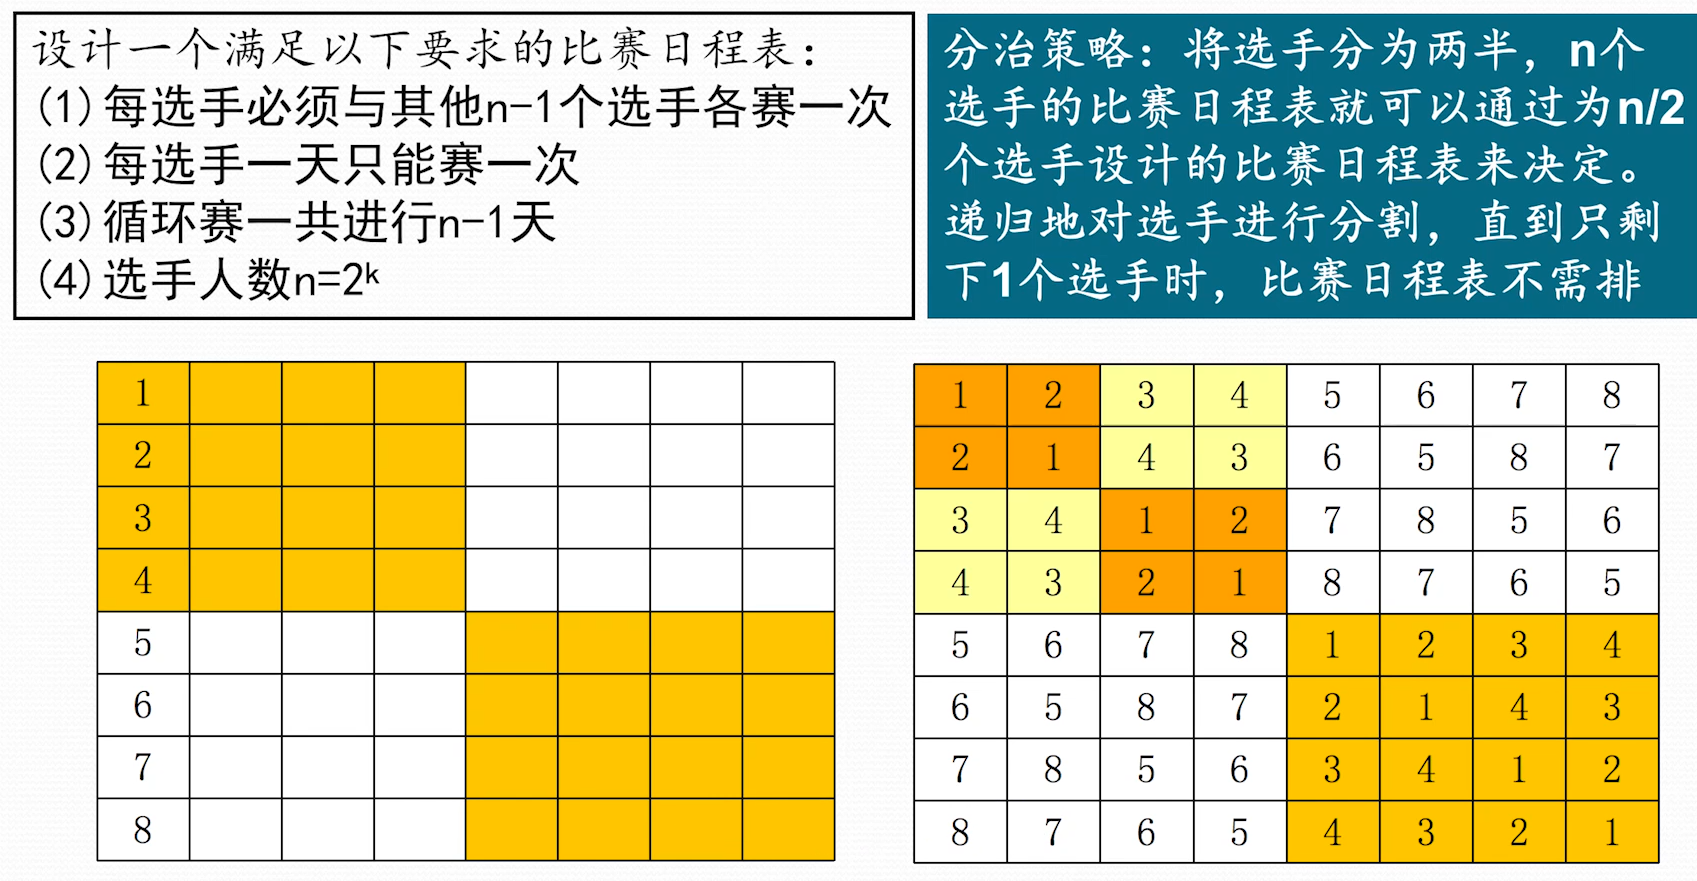 设计一个满足以下要求的比赛日程表：
(1)每选手必须与其他n-1个选手各赛一次
(2)每选手一天只能赛一次
(3)循环赛一共进行n-1天
(4)选手人数n=2ᵏ
分治策略：将选手分为两半，n个
选手的比赛日程表就可以通过为n/2
个选手设计的比赛日程表来决定。
递归地对选手进行分割，直到只剩
下1个选手时，比赛日程表不需排
1
2
3
4
5
6
7
8
1 2 3 4 5 6 7 8
2 1 4 3 6 5 8 7
3 4 1 2 7 8 5 6
4 3 2 1 8 7 6 5
5 6 7 8 1 2 3 4
6 5 8 7 2 1 4 3
7 8 5 6 3 4 1 2
8 7 6 5 4 3 2 1